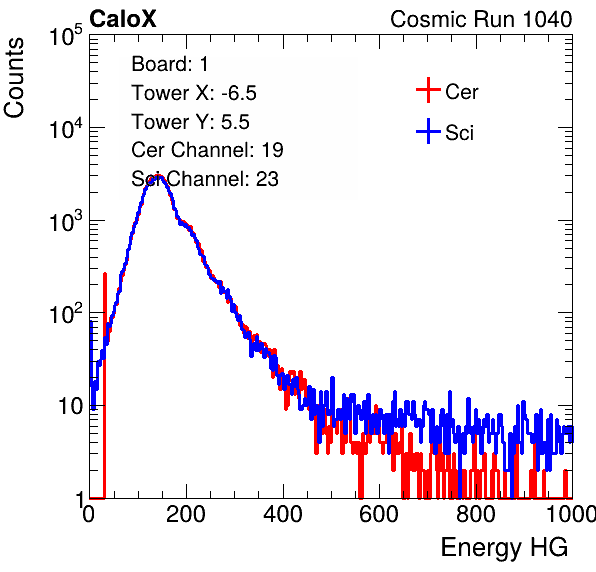 CaloX Cosmic Run 1040
Counts
10^5
10^4
10^3
10^2
10
1
Board: 1
Tower X: -6.5
Tower Y: 5.5
Cer Channel: 19
Sci Channel: 23
Cer
Sci
0 200 400 600 800 1000
Energy HG